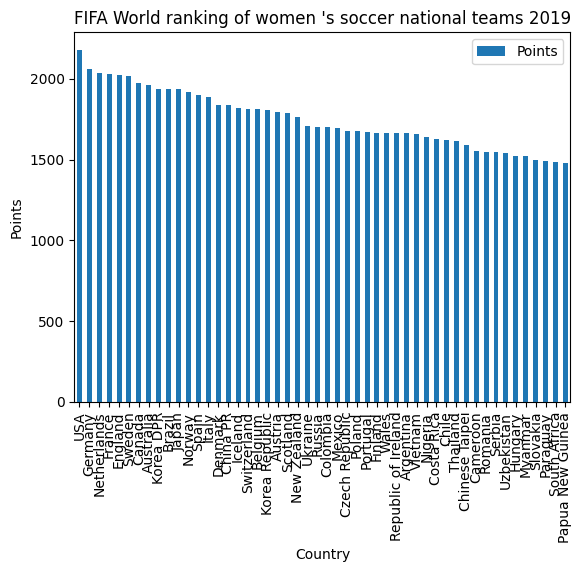 FIFA World ranking of women 's soccer national teams 2019
Points
2000
1500
1000
500
0
Points
USA
Germany
Netherlands
France
England
Sweden
Canada
Australia
Korea DPR
Brazil
Japan
Norway
Spain
Italy
Denmark
China PR
Iceland
Switzerland
Belgium
Korea Republic
Austria
Scotland
New Zealand
Ukraine
Russia
Colombia
Mexico
Czech Republic
Poland
Portugal
Finland
Wales
Republic of Ireland
Argentina
Vietnam
Nigeria
Costa Rica
Chile
Thailand
Chinese Taipei
Cameroon
Romania
Serbia
Uzbekistan
Hungary
Myanmar
Slovakia
Paraguay
South Africa
Papua New Guinea
Country